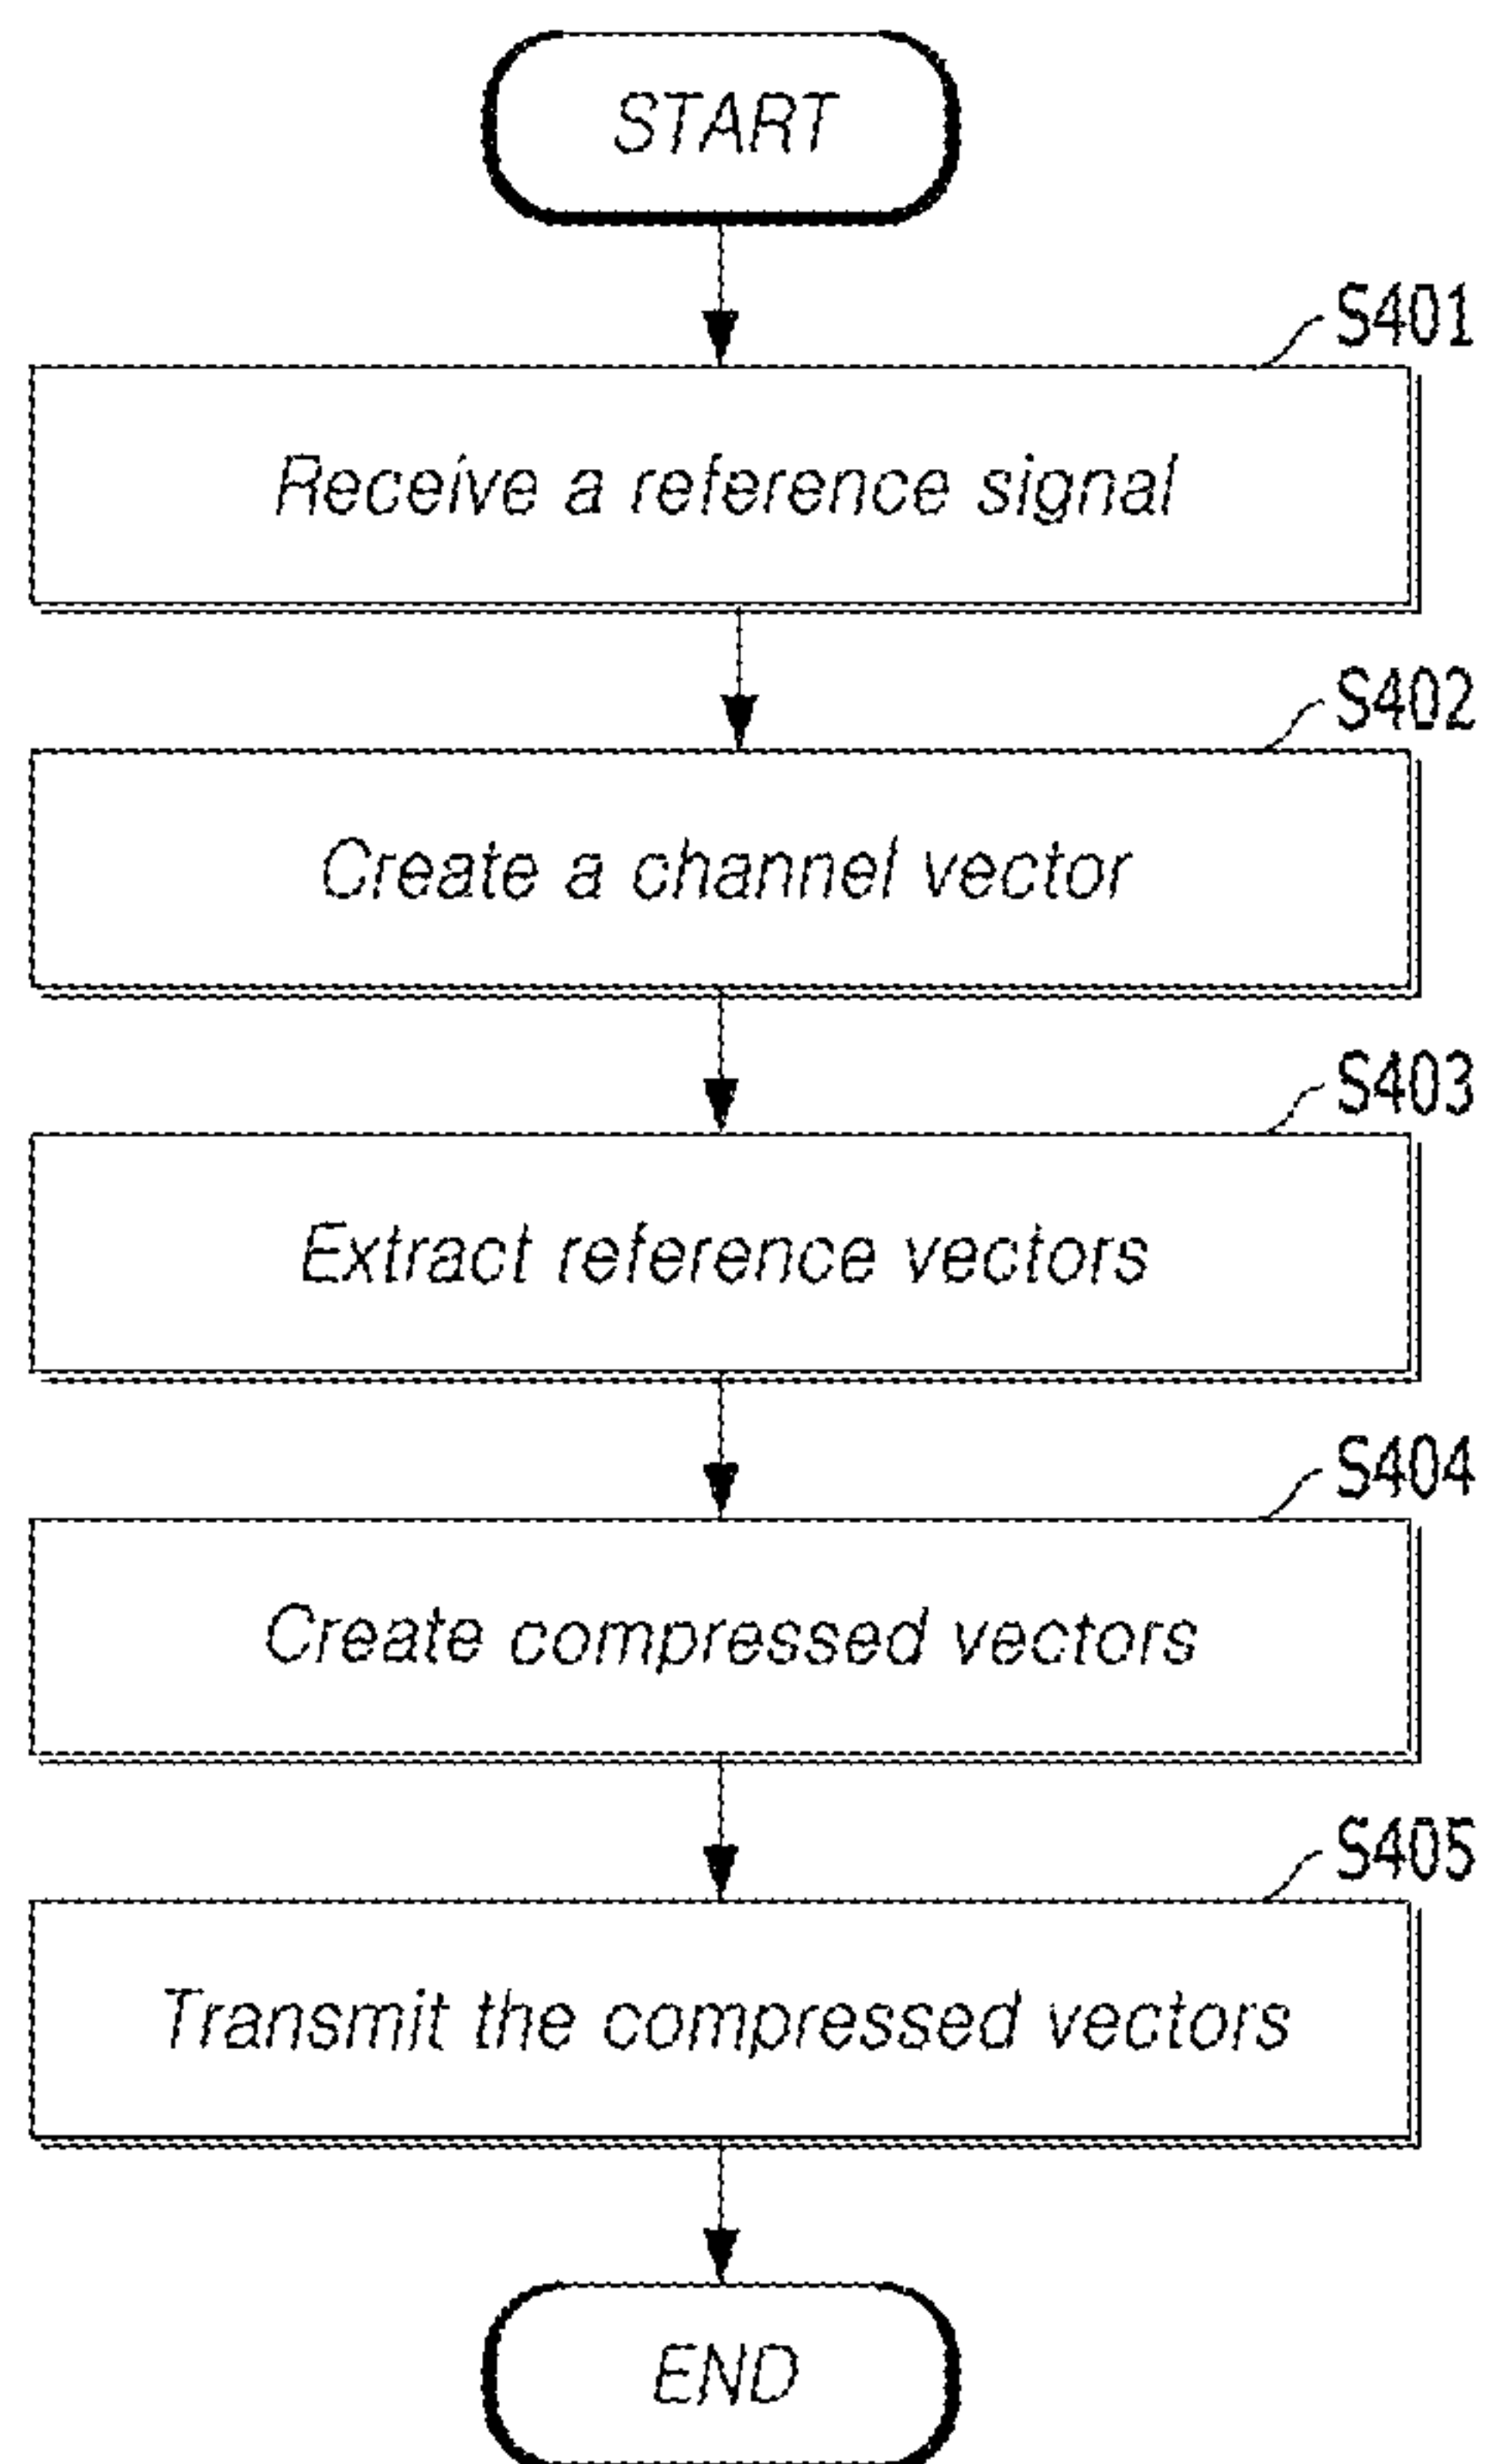 START
S401
Receive a reference signal
S402
Create a channel vector
S403
Extract reference vectors
S404
Create compressed vectors
S405
Transmit the compressed vectors
END